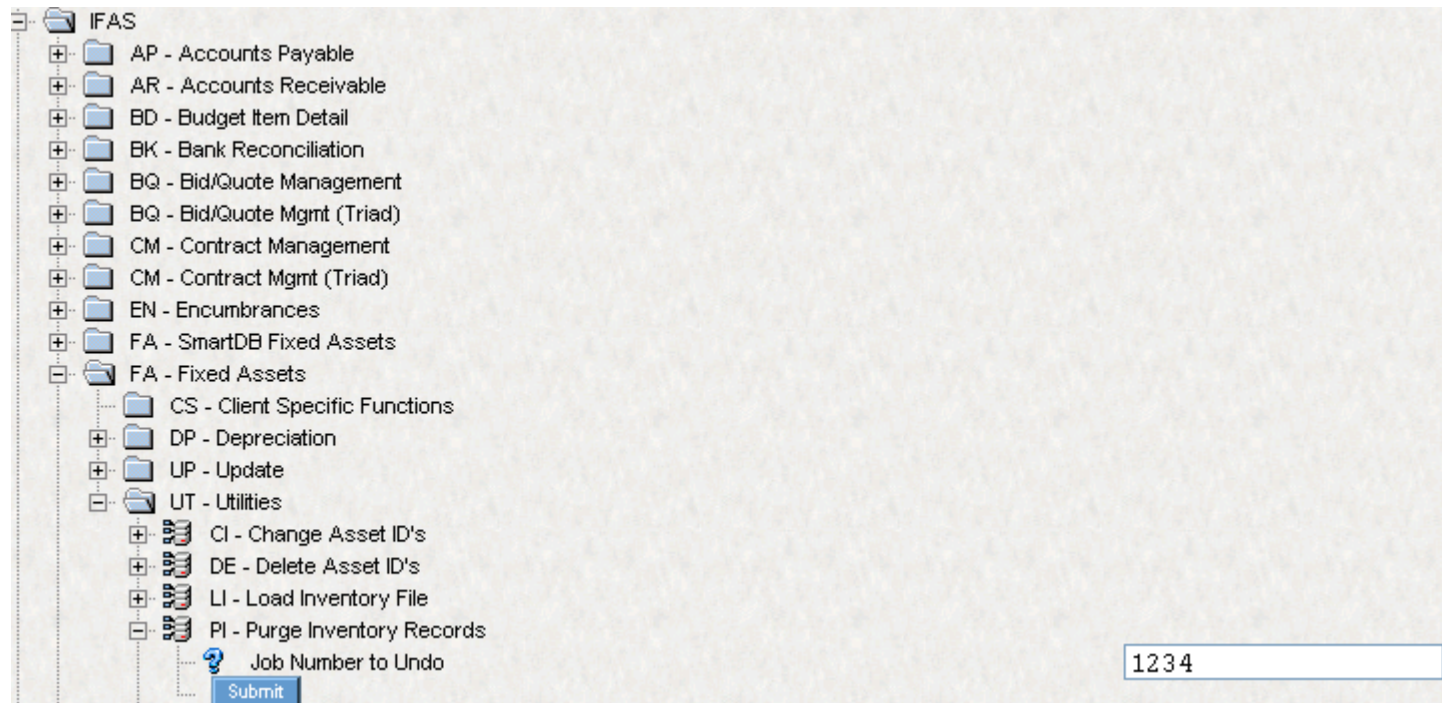 IFAS
AP - Accounts Payable
AR - Accounts Receivable
BD - Budget Item Detail
BK - Bank Reconciliation
BQ - Bid/Quote Management
BQ - Bid/Quote Mgmt (Triad)
CM - Contract Management
CM - Contract Mgmt (Triad)
EN - Encumbrances
FA - SmartDB Fixed Assets
FA - Fixed Assets
CS - Client Specific Functions
DP - Depreciation
UP - Update
UT - Utilities
CI - Change Asset ID's
DE - Delete Asset ID's
LI - Load Inventory File
PI - Purge Inventory Records
Job Number to Undo 1234
Submit